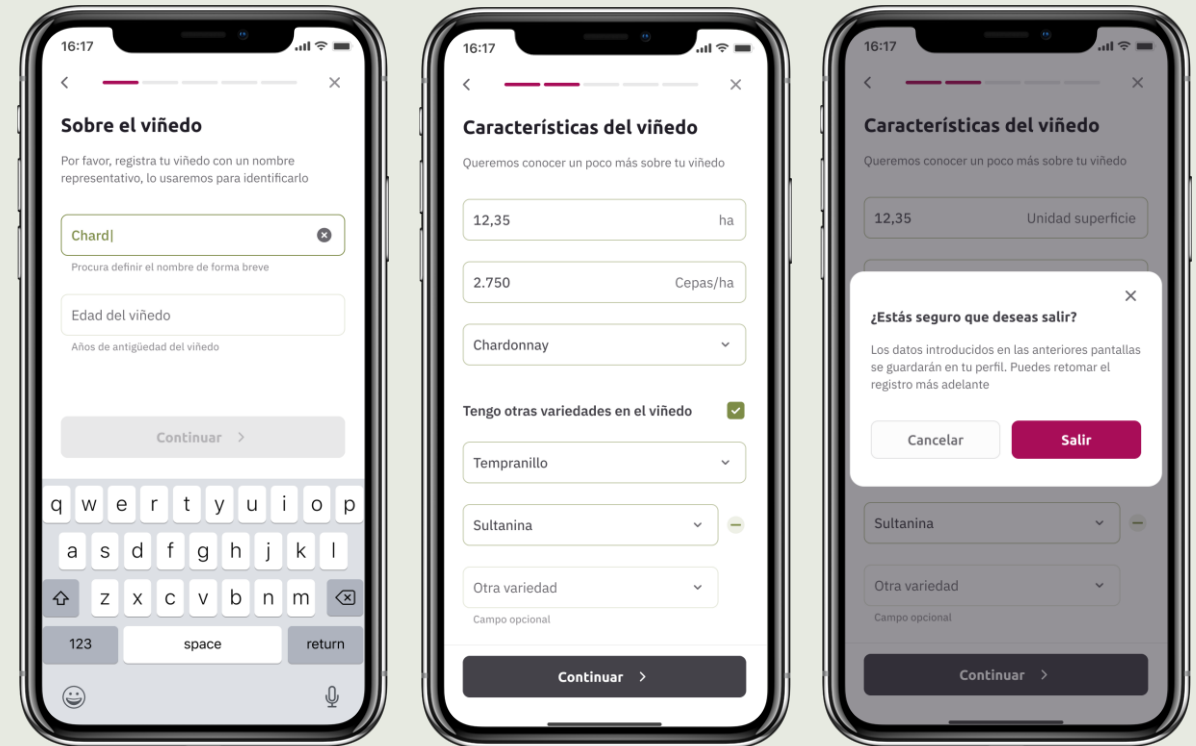 16:17
Sobre el viñedo
Por favor, registra tu viñedo con un nombre
representativo, lo usaremos para identificarlo
Chard
Procura definir el nombre de forma breve
Edad del viñedo
Años de antigüedad del viñedo
Continuar
q w e r t y u i o p
a s d f g h j k l
z x c v b n m
123 space return
16:17
Características del viñedo
Queremos conocer un poco más sobre tu viñedo
12,35 ha
2.750 Cepas/ha
Chardonnay
Tengo otras variedades en el viñedo
Tempranillo
Sultanina
Otra variedad
Campo opcional
Continuar
16:17
Características del viñedo
Queremos conocer un poco más sobre tu viñedo
12,35 Unidad superficie
¿Estás seguro que deseas salir?
Los datos introducidos en las anteriores pantallas
se guardarán en tu perfil. Puedes retomar el
registro más adelante
Cancelar Salir
Sultanina
Otra variedad
Campo opcional
Continuar